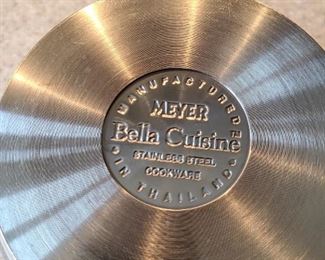 MANUFACTURED
MEYER
Bella Cuisine
STAINLESS STEEL
COOKWARE
IN THAILAND